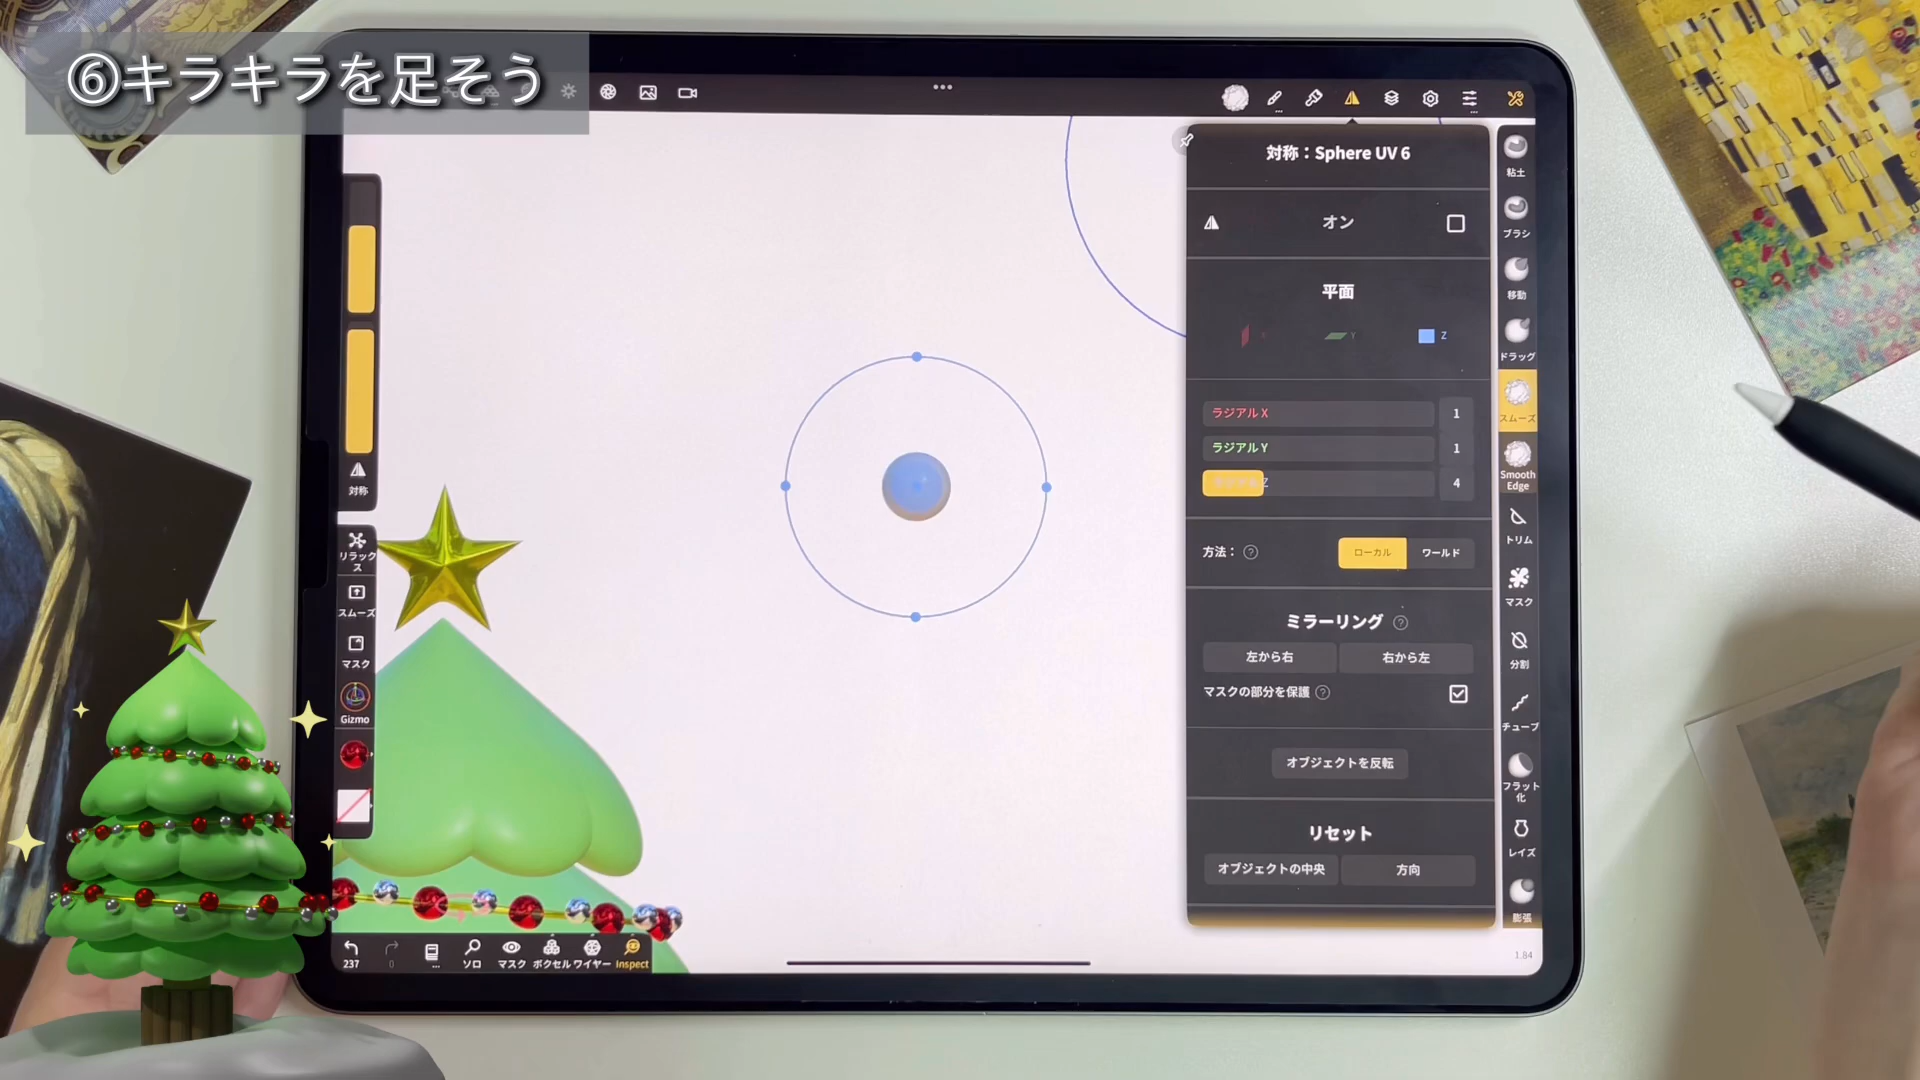 ⑥キラキラを足そう
対称：Sphere UV 6
オン
平面
X
Y
Z
ラジアル X
1
ラジアル Y
1
Z
4
方法：
ローカル
ワールド
ミラーリング
左から右
右から左
マスクの部分を保護
オブジェクトを反転
リセット
オブジェクトの中央
方向
対称
リラックス
スムーズ
マスク
Gizmo
粘土
ブラシ
移動
ドラッグ
スムーズ
Smooth
Edge
トリム
マスク
分割
チューブ
フラット
化
レイズ
膨張
237
0
...
ソロ
マスク
ボクセル
ワイヤー
Inspect
1.84